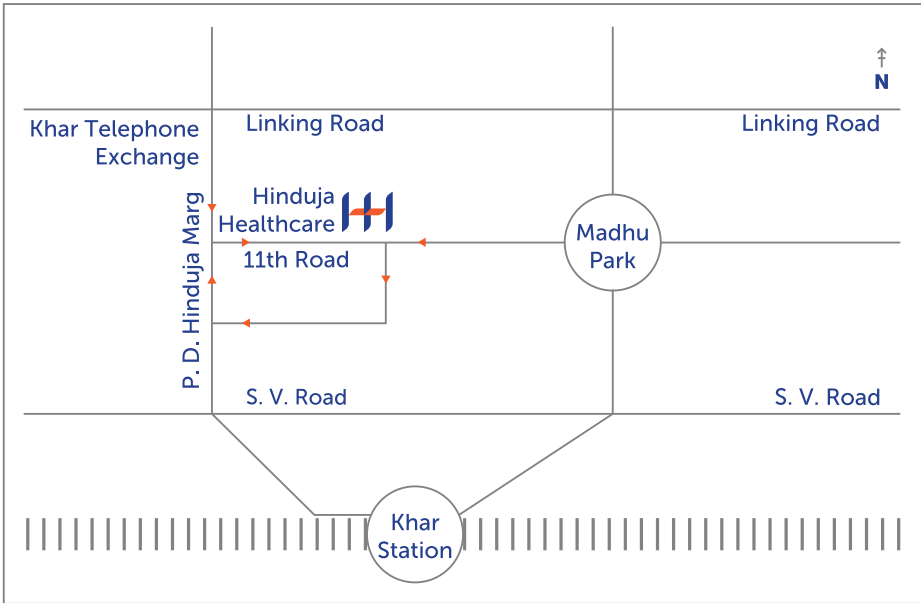 N
Linking Road
Linking Road
Khar Telephone
Exchange
P. D. Hinduja Marg
Hinduja
Healthcare
11th Road
Madhu
Park
S. V. Road
S. V. Road
Khar
Station